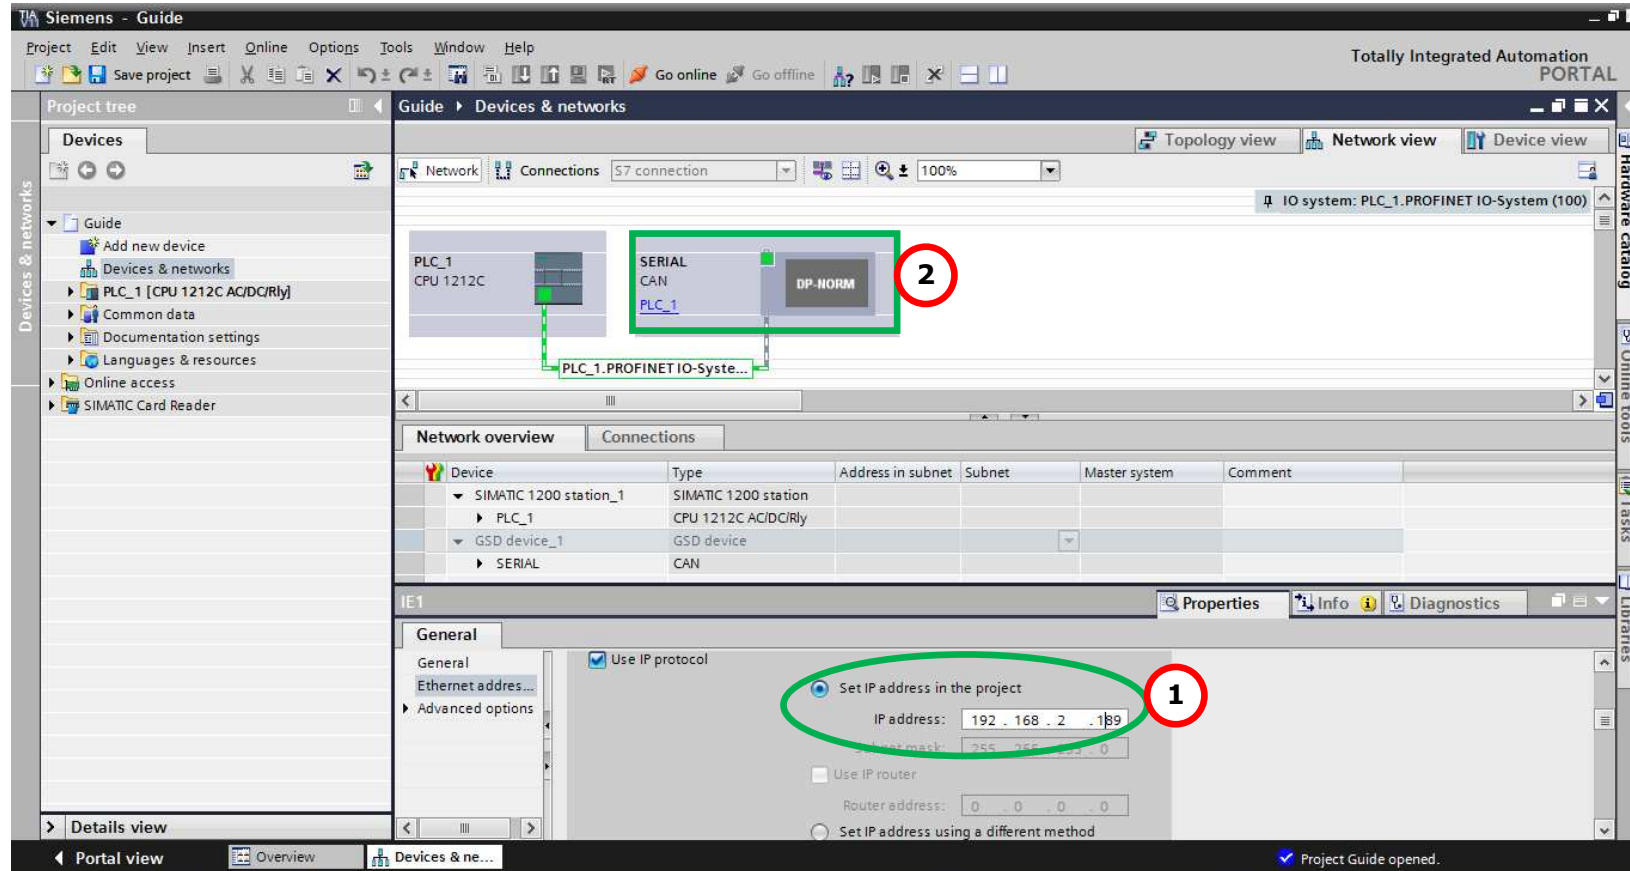 Siemens - Guide
Project Edit View Insert Online Options Tools Window Help
Totally Integrated Automation
PORTAL
Save project Go online Go offline
Project tree
Guide Devices & networks
Devices
Topology view Network view Device view
Network Connections S7 connection 100%
IO system: PLC_1.PROFINET IO-System (100)
Guide
Add new device
Devices & networks
PLC_1 [CPU 1212C AC/DC/Rly]
Common data
Documentation settings
Languages & resources
Online access
SIMATIC Card Reader
Devices & networks
PLC_1
CPU 1212C
SERIAL
CAN
PLC_1
DP-NORM
2
PLC_1.PROFINET IO-Syste...
Network overview Connections
Device Type Address in subnet Subnet Master system Comment
SIMATIC 1200 station_1 SIMATIC 1200 station
PLC_1 CPU 1212C AC/DC/Rly
GSD device_1 GSD device
SERIAL CAN
IE1
Properties Info Diagnostics
General
General
Ethernet addres...
Advanced options
Use IP protocol
Set IP address in the project
1
IP address: 192 . 168 . 2 . 189
Subnet mask: 255 . 255 . 255 . 0
Use IP router
Router address: 0 . 0 . 0 . 0
Set IP address using a different method
Hardware catalog
Online tools
Tasks
Libraries
Details view
Portal view Overview Devices & ne...
Project Guide opened.